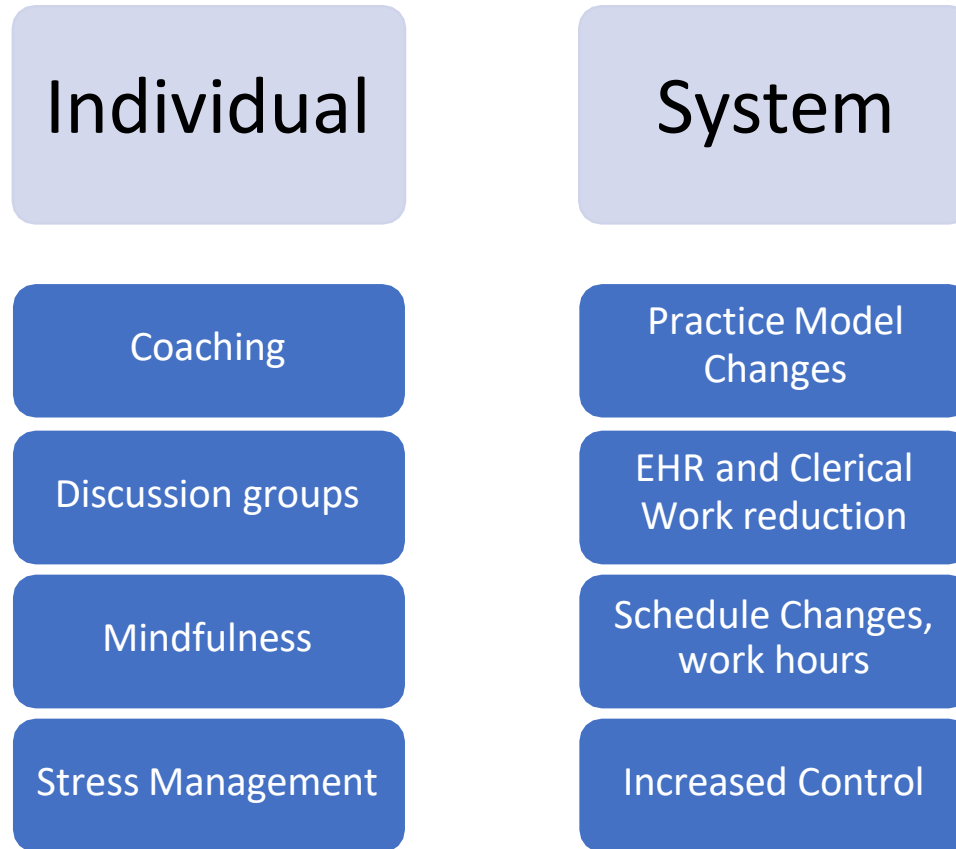 Individual
Coaching
Discussion groups
Mindfulness
Stress Management
System
Practice Model
Changes
EHR and Clerical
Work reduction
Schedule Changes,
work hours
Increased Control